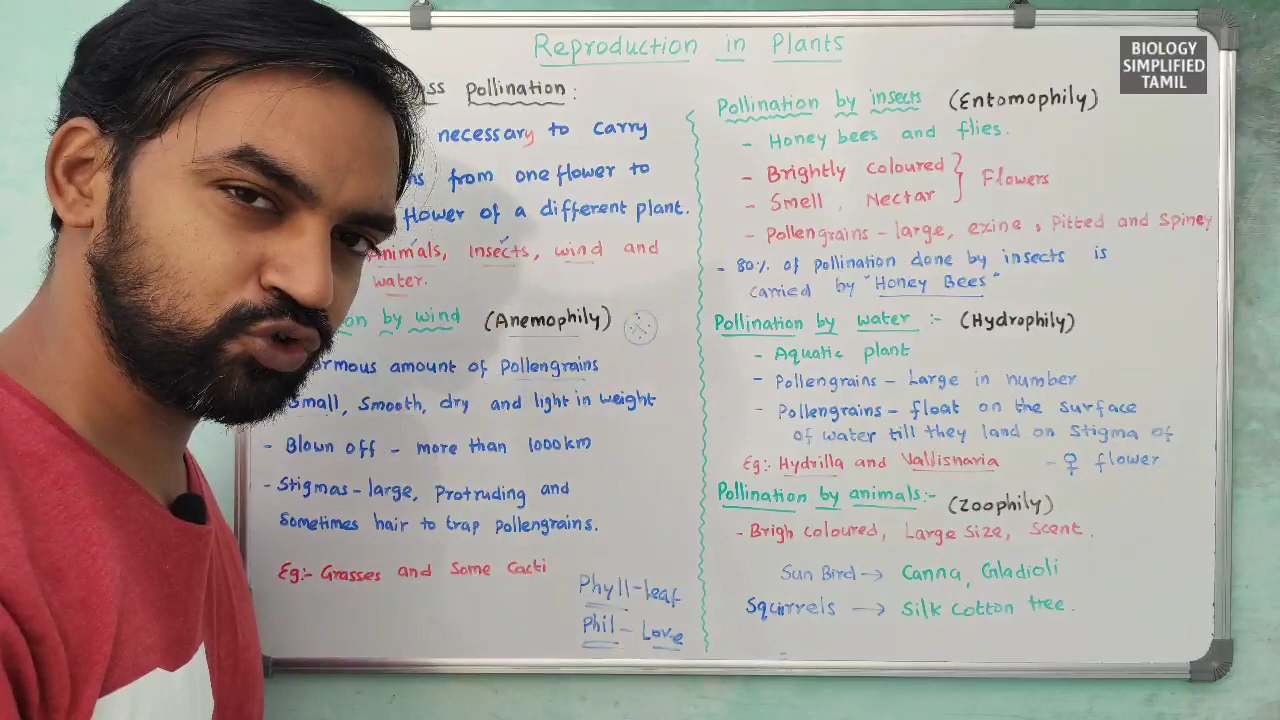 Reproduction in Plants
BIOLOGY
SIMPLIFIED
TAMIL
pollination :
necessary to carry
from one flower to
flower of a different plant.
Animals, insects, wind and
water.
by wind (Anemophily)
amount of pollengrains
Small, Smooth, dry and light in weight
- Blown off - more than 1000km
- Stigmas - large, Protruding and
Sometimes hair to trap pollengrains.
Eg:- Grasses and Some Cacti
Phyll - leaf
Phil - Love
Pollination by insects (Entomophily)
- Honey bees and flies.
- Brightly coloured } Flowers
- Smell, Nectar
- Pollengrains - large, exine, Pitted and Spiney
- 80% of pollination done by insects is
carried by "Honey Bees"
Pollination by water :- (Hydrophily)
- Aquatic plant
- Pollengrains - Large in number
- Pollengrains - float on the surface
of water till they land on Stigma of
- ♀ flower
Eg:- Hydrilla and Vallisnaria
Pollination by animals:- (Zoophily)
- Brigh coloured, Large Size, Scent.
Sun Bird → Canna, Gladioli
Squirrels → Silk Cotton tree.